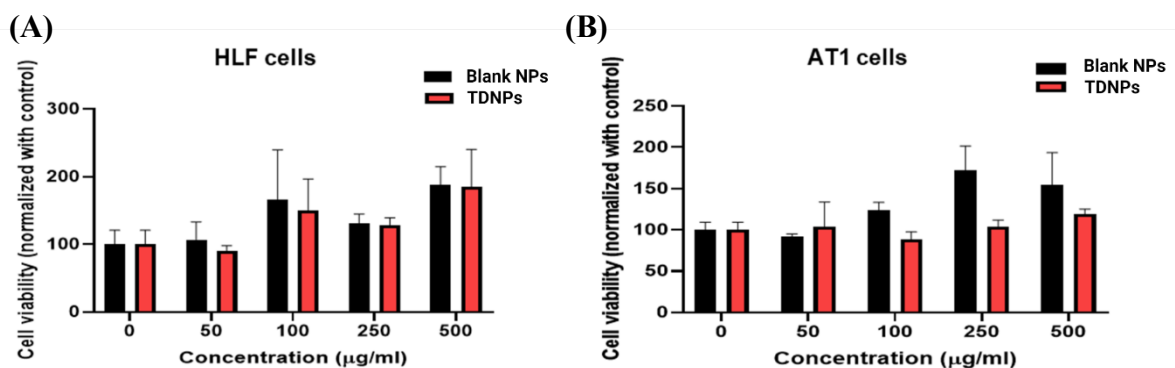 (A)
HLF cells
Blank NPs
TDNPs
Cell viability (normalized with control)
300
200
100
0
0 50 100 250 500
Concentration (μg/ml)
(B)
AT1 cells
Blank NPs
TDNPs
Cell viability (normalized with control)
250
200
150
100
50
0
0 50 100 250 500
Concentration (μg/ml)